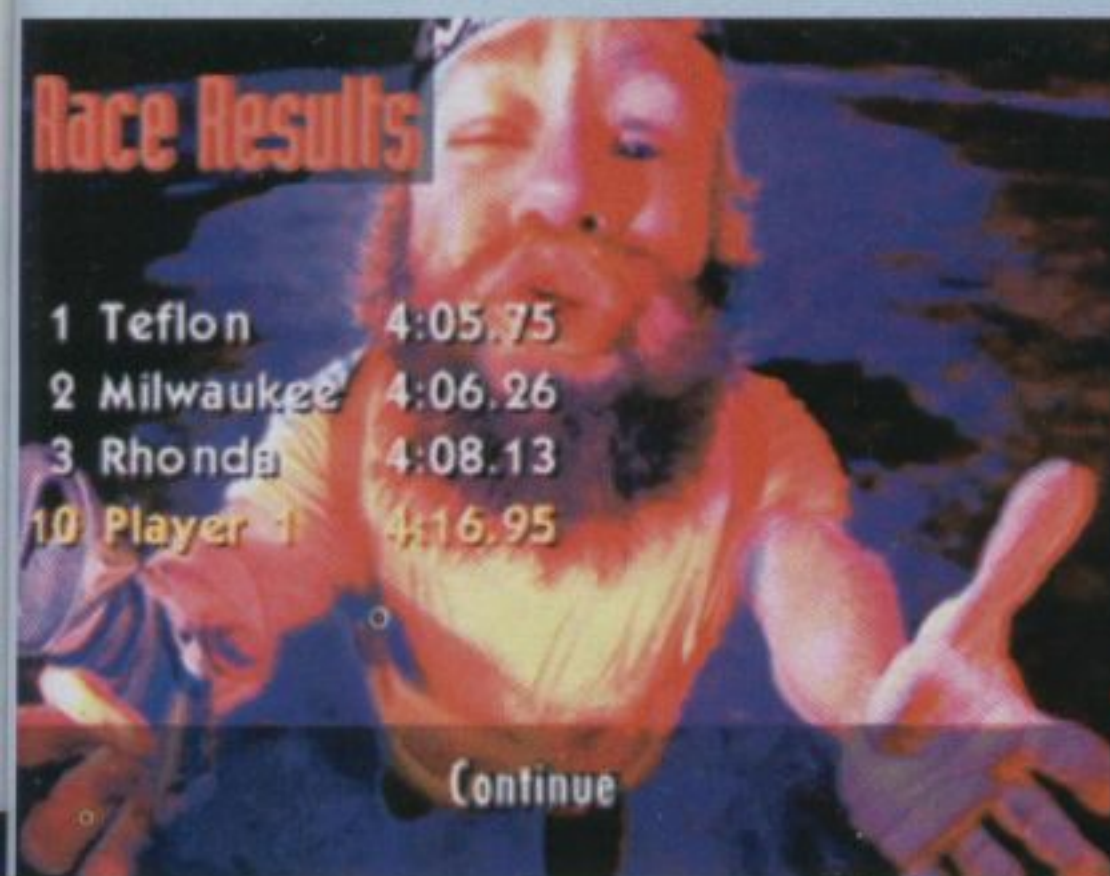 Race Results
1 Teflon 4:05.75
2 Milwaukee 4:06.26
3 Rhonda 4:08.13
10 Player 1 4:16.95
Continue